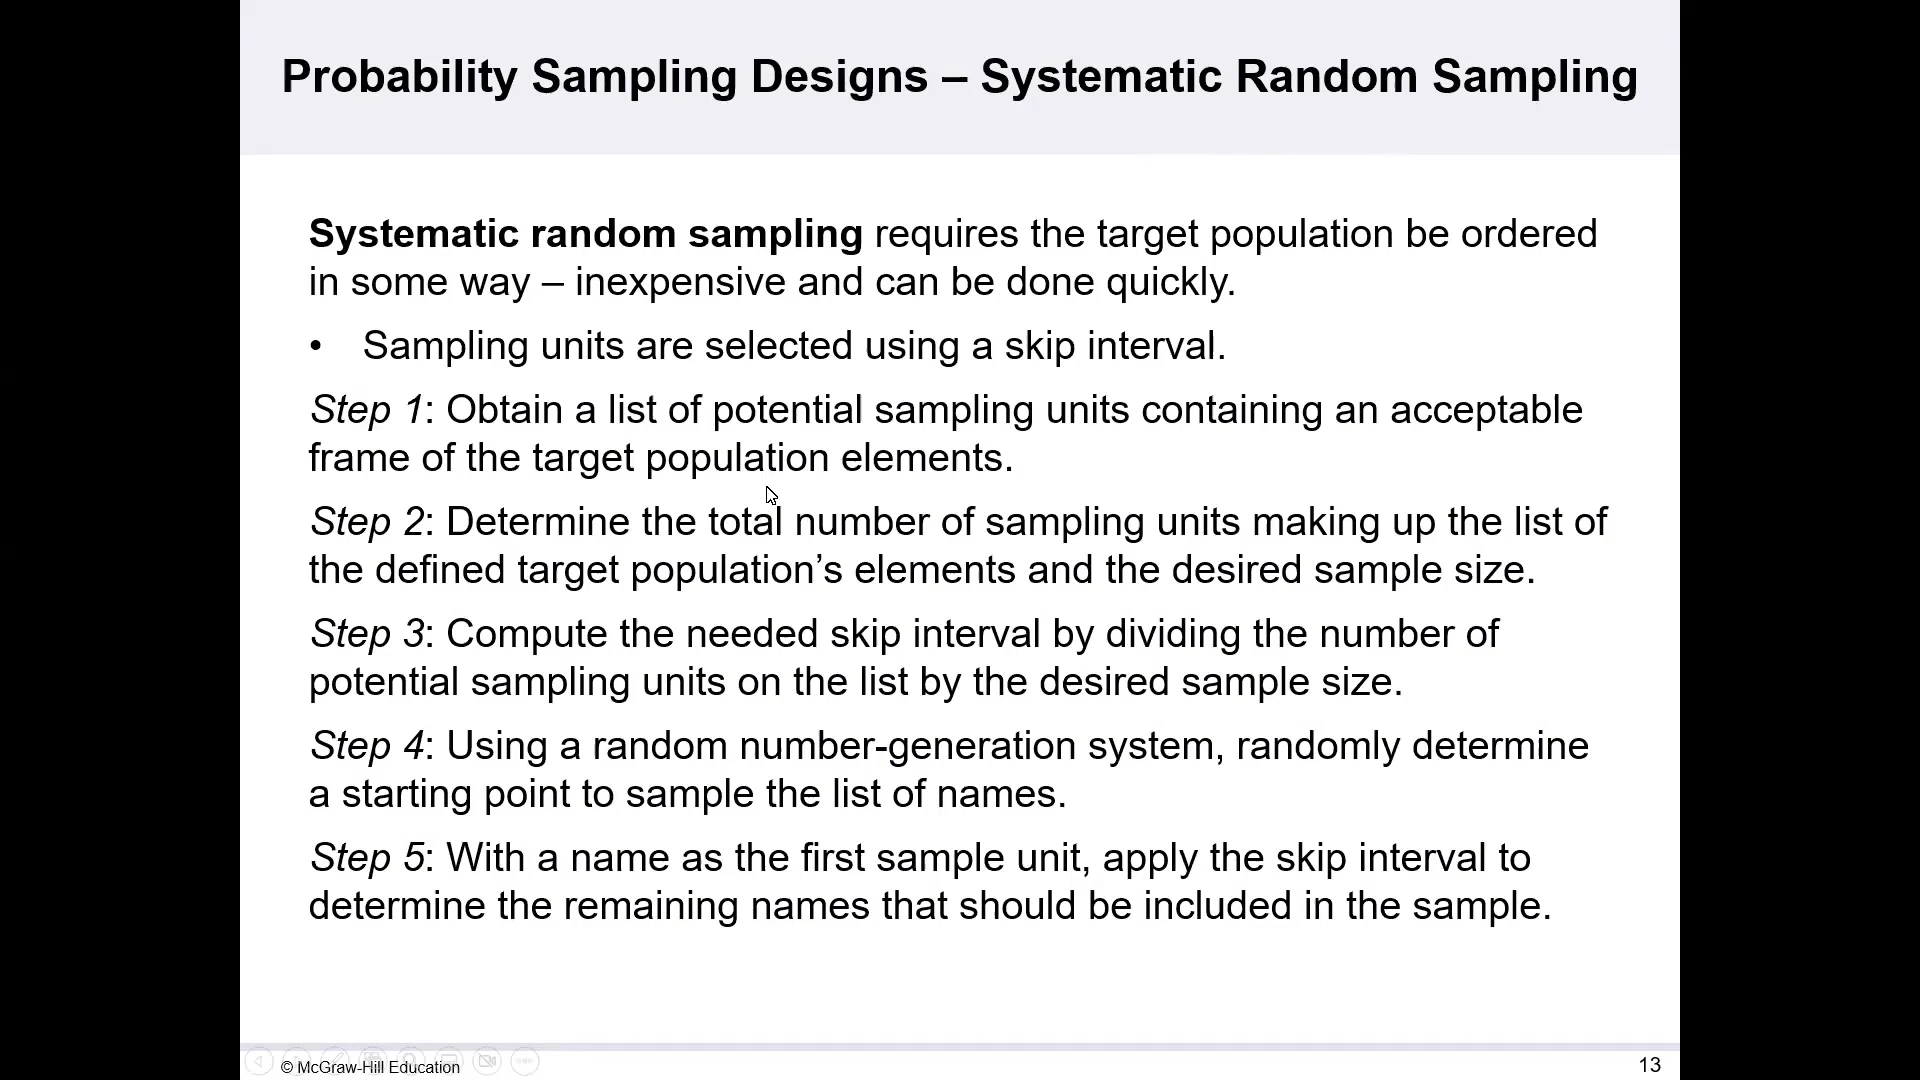 Probability Sampling Designs – Systematic Random Sampling
Systematic random sampling requires the target population be ordered
in some way – inexpensive and can be done quickly.
• Sampling units are selected using a skip interval.
Step 1: Obtain a list of potential sampling units containing an acceptable
frame of the target population elements.
Step 2: Determine the total number of sampling units making up the list of
the defined target population’s elements and the desired sample size.
Step 3: Compute the needed skip interval by dividing the number of
potential sampling units on the list by the desired sample size.
Step 4: Using a random number-generation system, randomly determine
a starting point to sample the list of names.
Step 5: With a name as the first sample unit, apply the skip interval to
determine the remaining names that should be included in the sample.
© McGraw-Hill Education
13